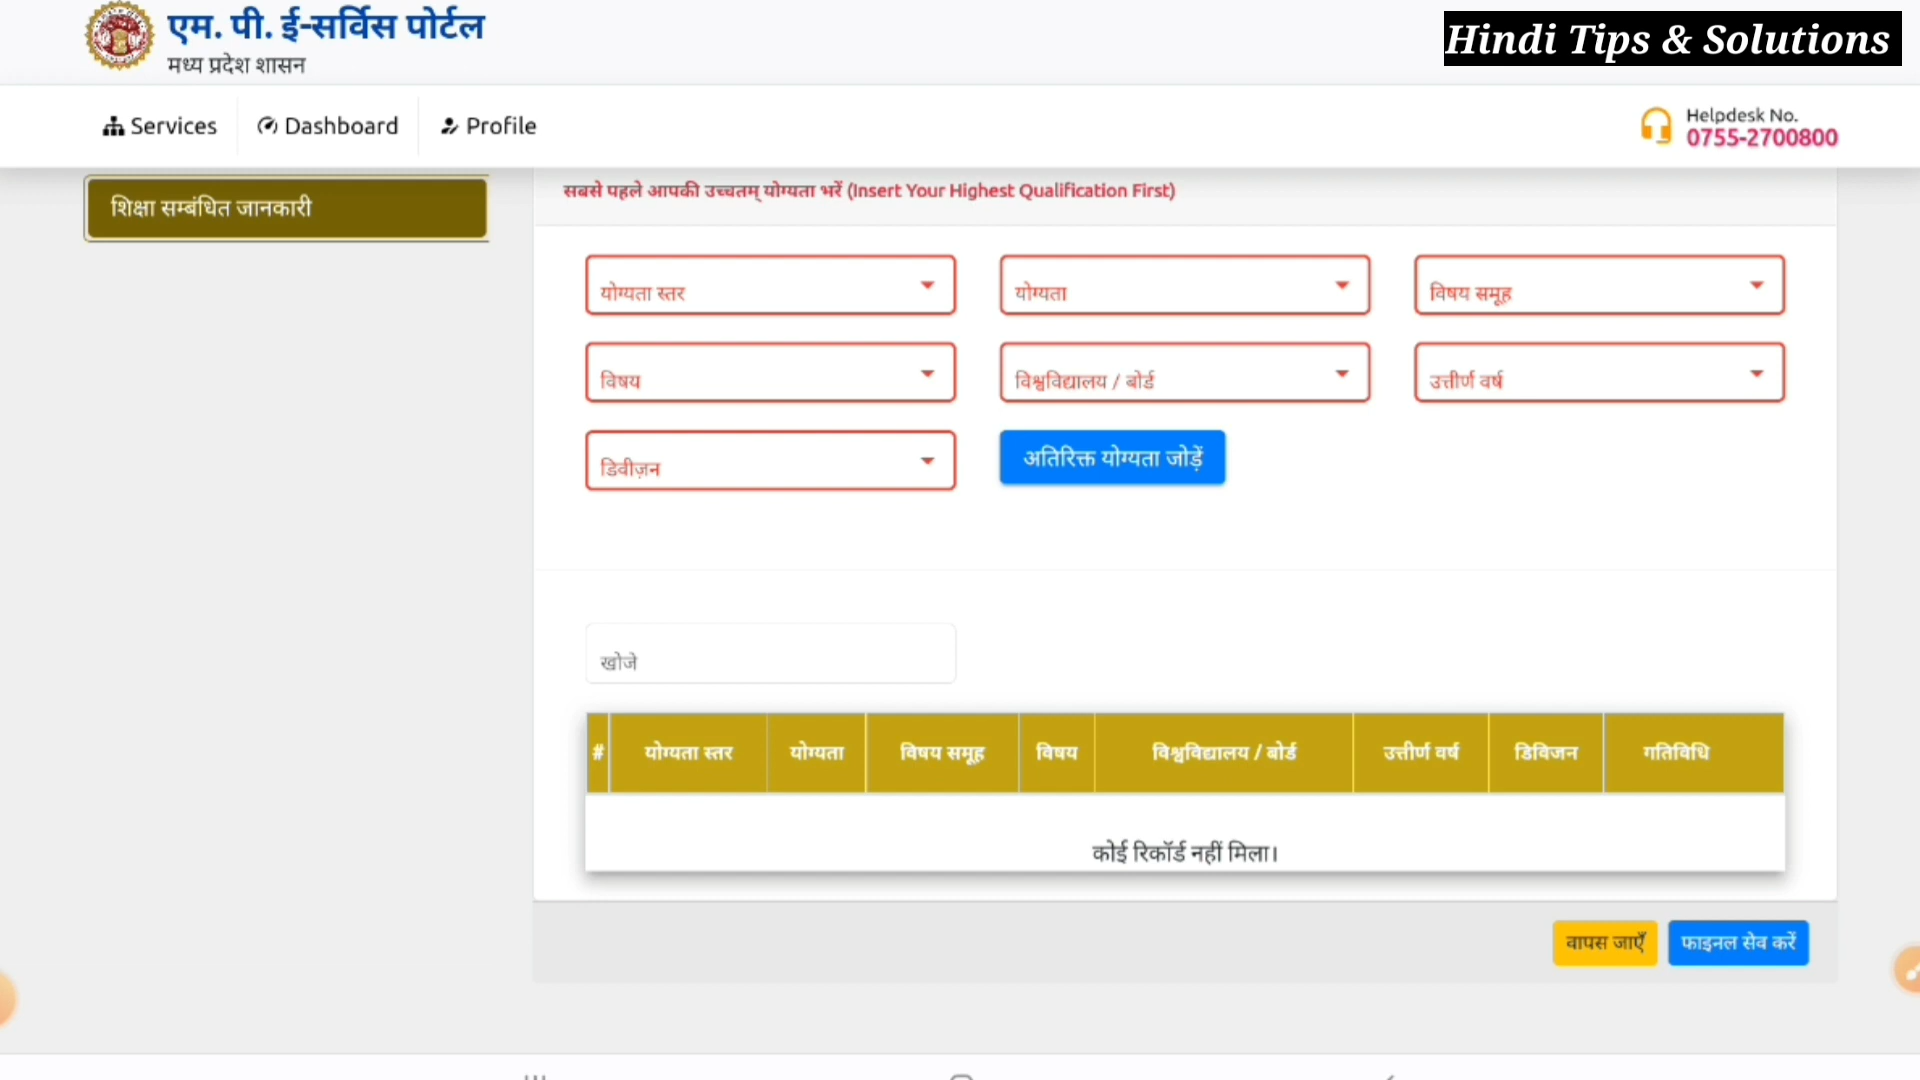 एम. पी. ई-सर्विस पोर्टल
मध्य प्रदेश शासन
Hindi Tips & Solutions
Services
Dashboard
Profile
Helpdesk No.
0755-2700800
शिक्षा सम्बंधित जानकारी
सबसे पहले आपकी उच्चतम् योग्यता भरें (Insert Your Highest Qualification First)
योग्यता स्तर
योग्यता
विषय समूह
विषय
विश्वविद्यालय / बोर्ड
उत्तीर्ण वर्ष
डिवीज़न
अतिरिक्त योग्यता जोड़ें
खोजे
# योग्यता स्तर योग्यता विषय समूह विषय विश्वविद्यालय / बोर्ड उत्तीर्ण वर्ष डिविजन गतिविधि
कोई रिकॉर्ड नहीं मिला।
वापस जाएँ
फाइनल सेव करें